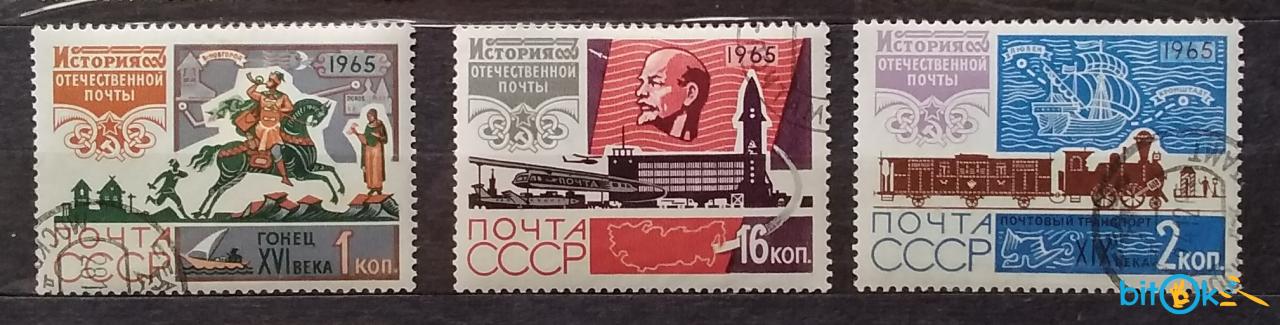 История
ОТЕЧЕСТВЕННОЙ
ПОЧТЫ
В.НОВГОРОД
1965
ПСКОВ
ПОЧТА
СССР
ГОНЕЦ
XVI ВЕКА
1 КОП.
История
ОТЕЧЕСТВЕННОЙ
ПОЧТЫ
1965
ПОЧТА
ПОЧТА
СССР
16 КОП.
История
ОТЕЧЕСТВЕННОЙ
ПОЧТЫ
ЛЮБЕК
1965
КРОНШТАДТ
ПОЧТА
СССР
ПОЧТОВЫЙ ТРАНСПОРТ
XIX ВЕКА
2 КОП.
bitOk